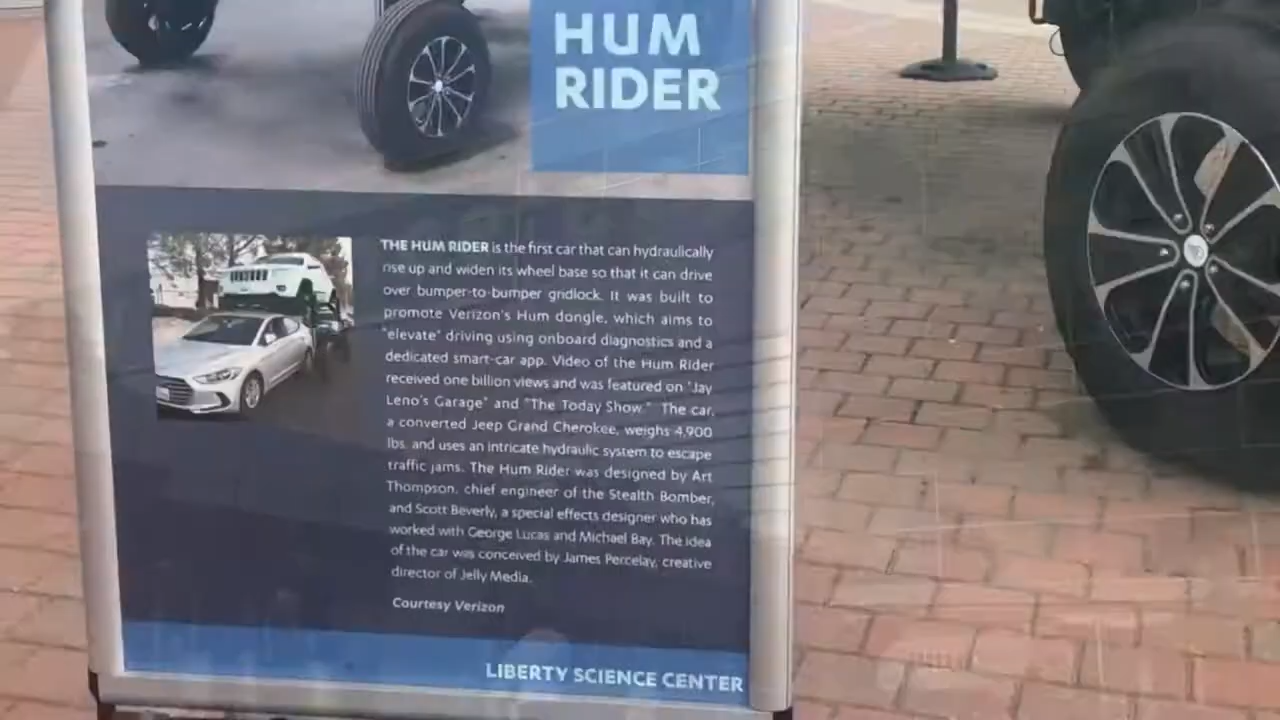 HUM
RIDER
THE HUM RIDER is the first car that can hydraulically
rise up and widen its wheel base so that it can drive
over bumper-to-bumper gridlock. It was built to
promote Verizon's Hum dongle, which aims to
"elevate" driving using onboard diagnostics and a
dedicated smart-car app. Video of the Hum Rider
received one billion views and was featured on "Jay
Leno's Garage" and "The Today Show." The car,
a converted Jeep Grand Cherokee, weighs 4,900
lbs. and uses an intricate hydraulic system to escape
traffic jams. The Hum Rider was designed by Art
Thompson, chief engineer of the Stealth Bomber,
and Scott Beverly, a special effects designer who has
worked with George Lucas and Michael Bay. The idea
of the car was conceived by James Percelay, creative
director of Jelly Media.
Courtesy Verizon
LIBERTY SCIENCE CENTER